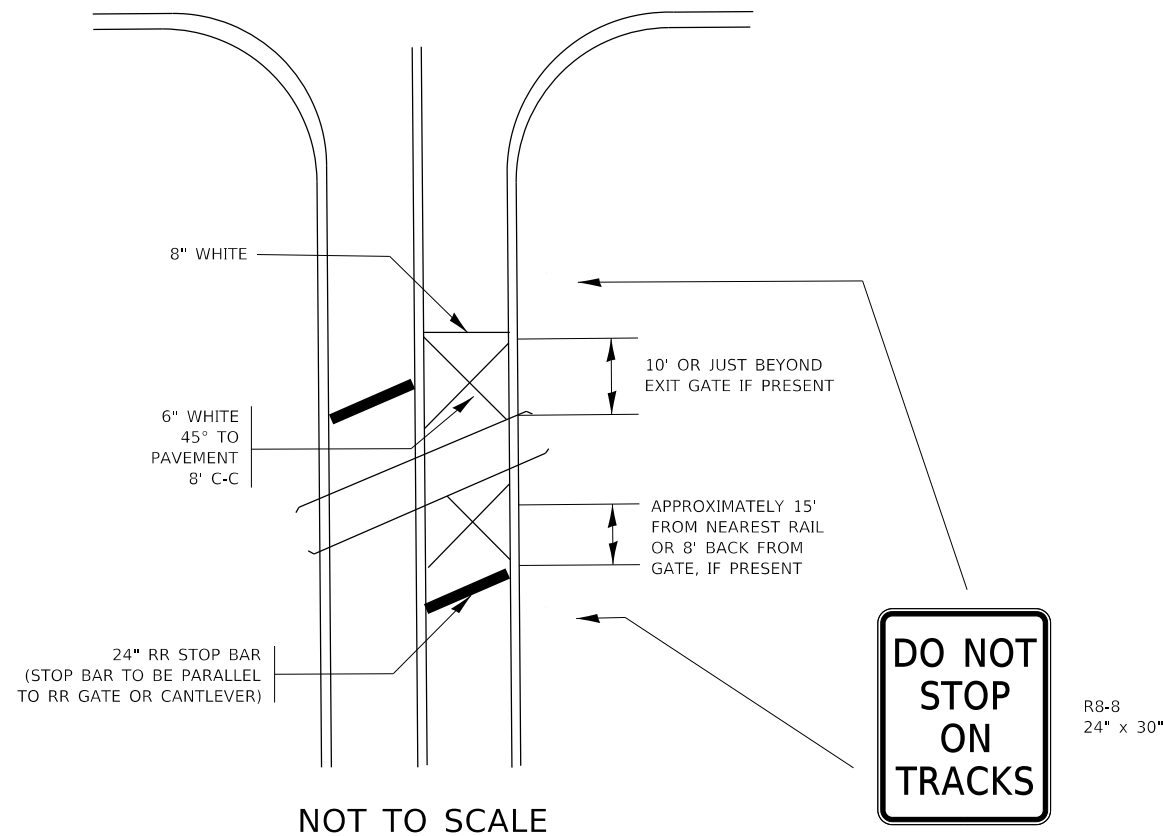 8" WHITE
10' OR JUST BEYOND
EXIT GATE IF PRESENT
6" WHITE
45° TO
PAVEMENT
8' C-C
APPROXIMATELY 15'
FROM NEAREST RAIL
OR 8' BACK FROM
GATE, IF PRESENT
24" RR STOP BAR
(STOP BAR TO BE PARALLEL
TO RR GATE OR CANTLEVER)
DO NOT
STOP
ON
TRACKS
R8-8
24" x 30"
NOT TO SCALE